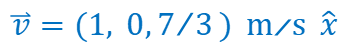 v⃗ = (1, 0,7/3 ) m/s x̂